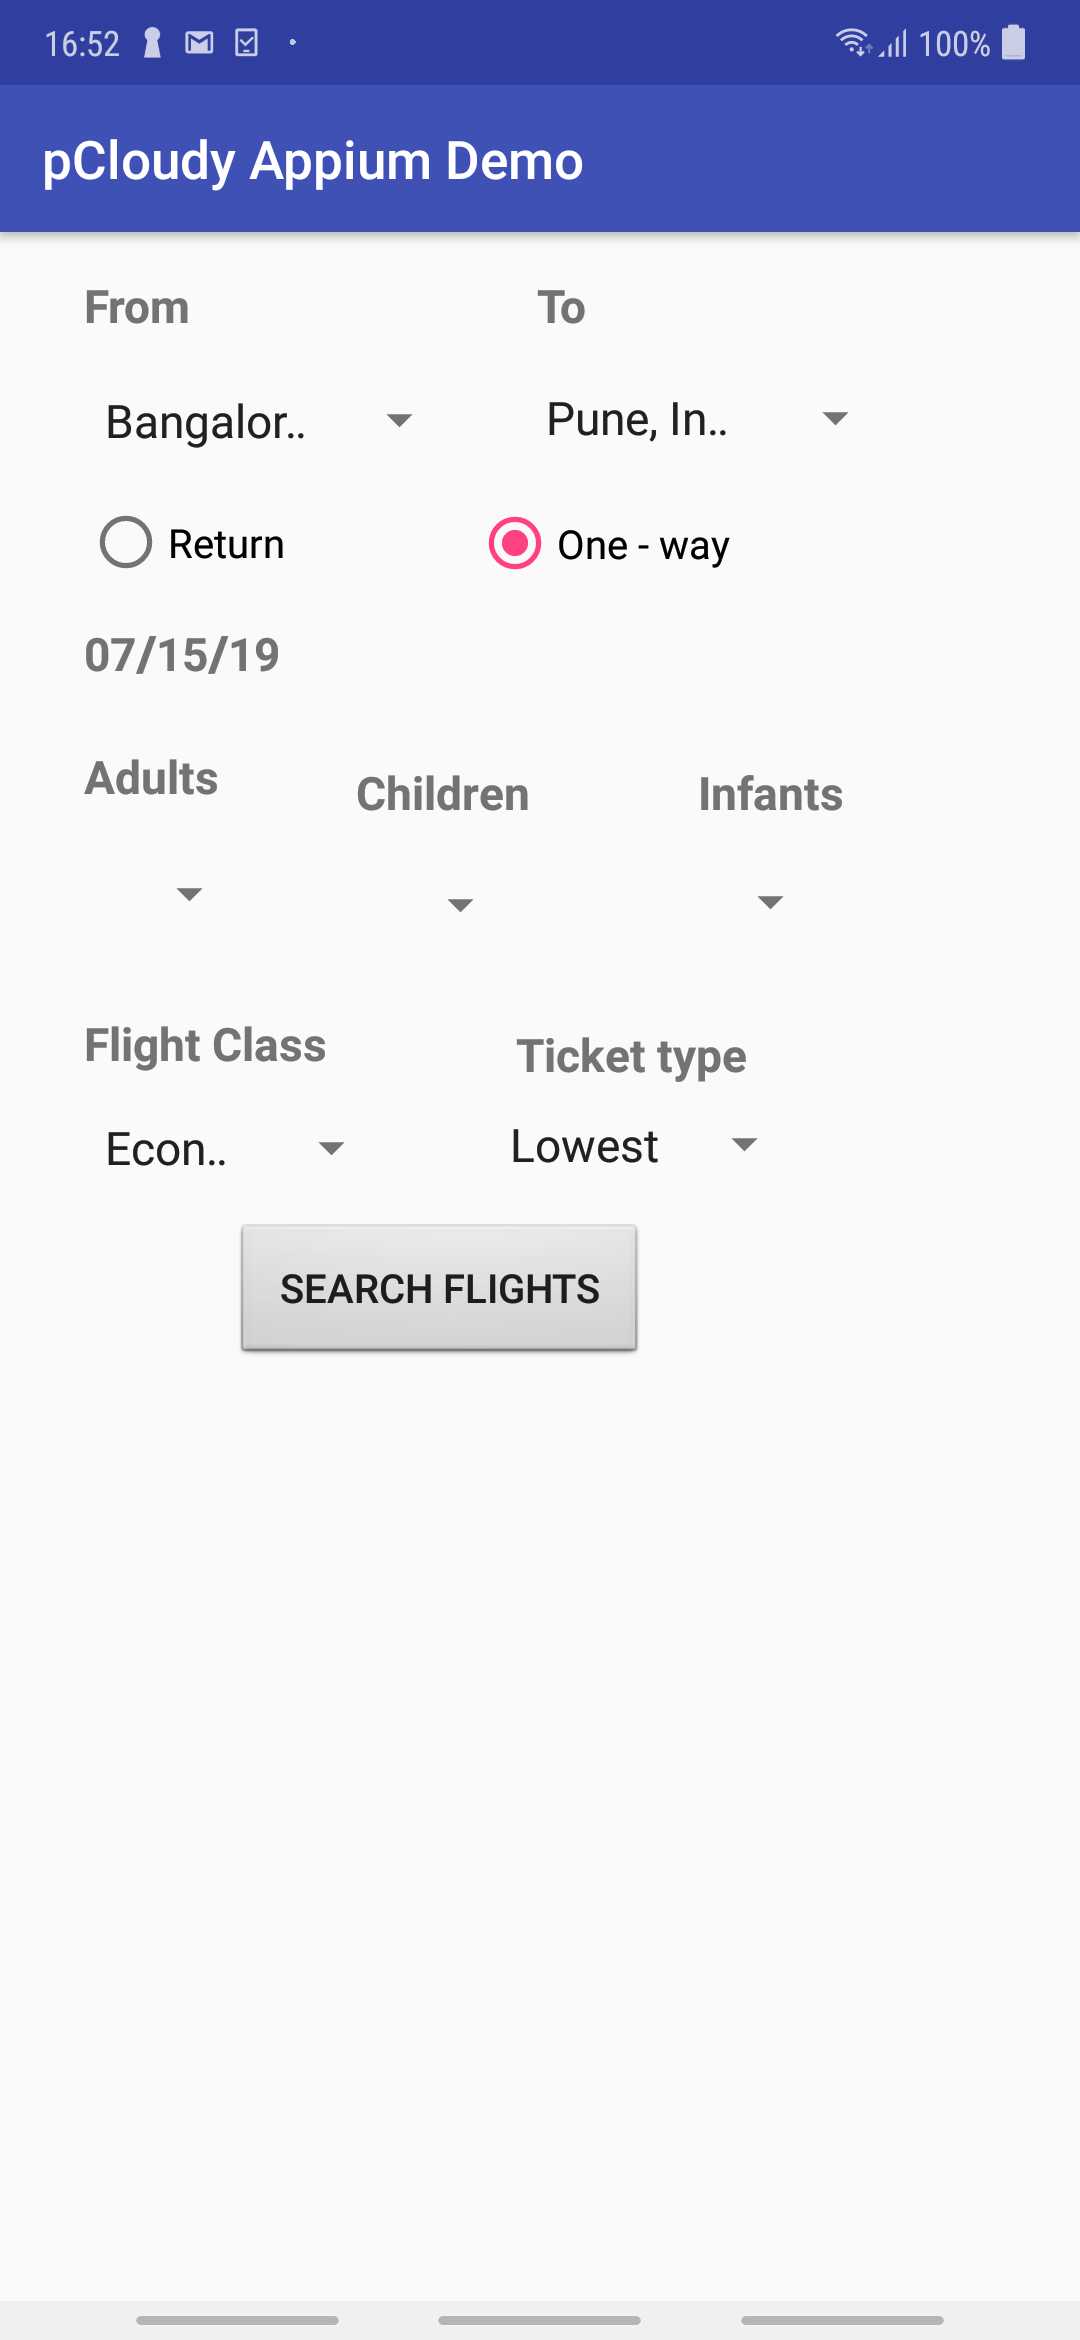 16:52 100%
pCloudy Appium Demo
From To
Bangalor.. Pune, In..
Return One - way
07/15/19
Adults Children Infants
Flight Class Ticket type
Econ.. Lowest
SEARCH FLIGHTS